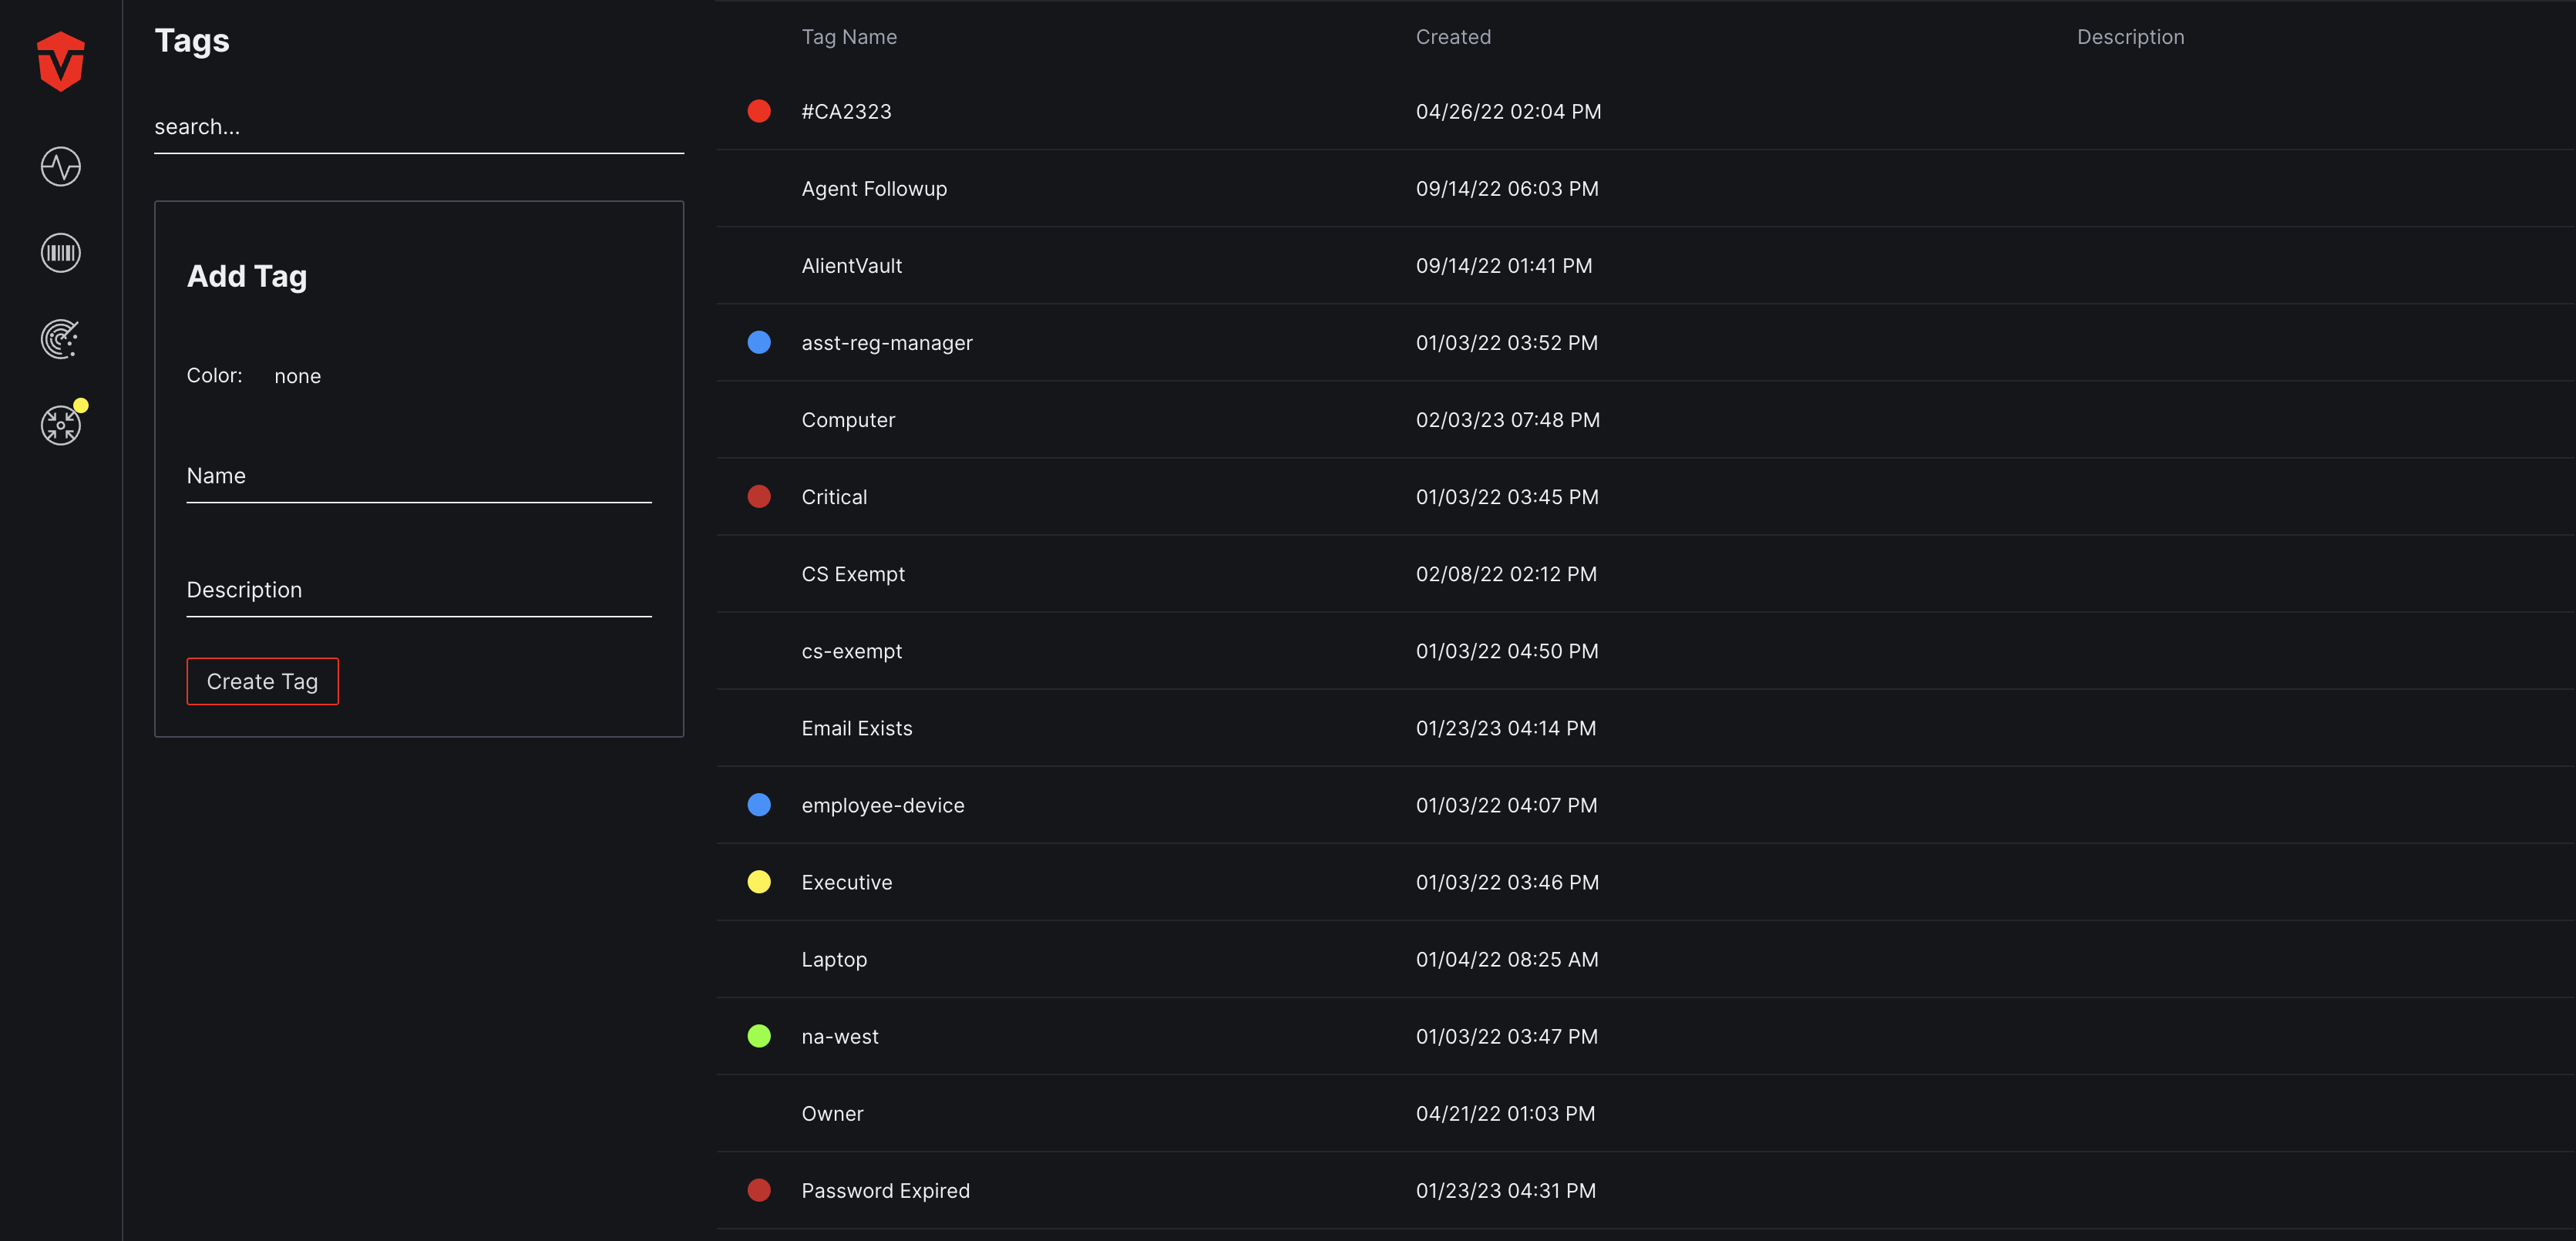 Tags
search...
Add Tag
Color: none
Name
Description
Create Tag
Tag Name Created Description
#CA2323 04/26/22 02:04 PM
Agent Followup 09/14/22 06:03 PM
AlientVault 09/14/22 01:41 PM
asst-reg-manager 01/03/22 03:52 PM
Computer 02/03/23 07:48 PM
Critical 01/03/22 03:45 PM
CS Exempt 02/08/22 02:12 PM
cs-exempt 01/03/22 04:50 PM
Email Exists 01/23/23 04:14 PM
employee-device 01/03/22 04:07 PM
Executive 01/03/22 03:46 PM
Laptop 01/04/22 08:25 AM
na-west 01/03/22 03:47 PM
Owner 04/21/22 01:03 PM
Password Expired 01/23/23 04:31 PM